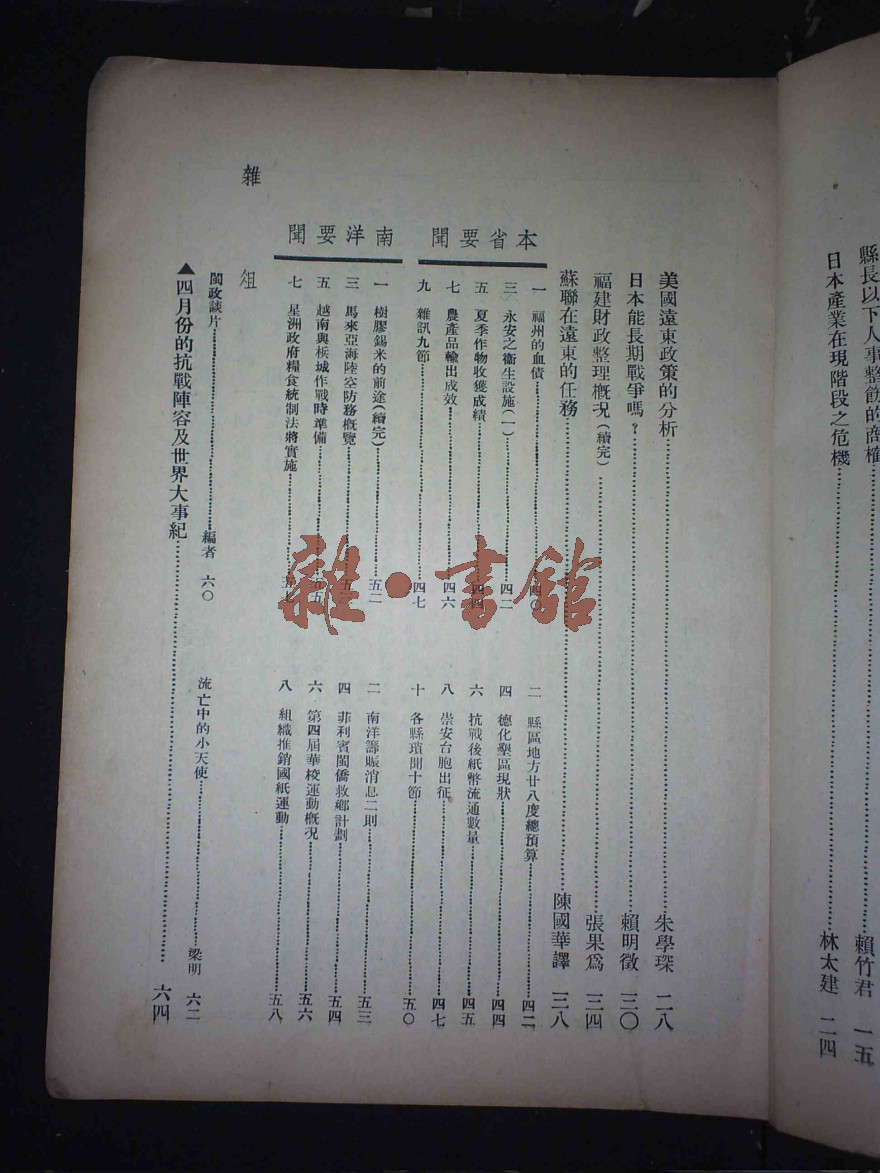 縣長以下人事整飭的商榷 賴竹君 一五
日本產業在現階段之危機 林太建 二四
美國遠東政策的分析 朱學琛 二八
日本能長期戰爭嗎？ 賴明徵 三〇
福建財政整理概況（續完） 張果為 三四
蘇聯在遠東的任務 陳國華譯 三八
本省要聞
一 福州的血債 四〇
二 縣區地方廿八度總預算 四二
三 永安之衞生設施（一） 四二
四 德化墾區現狀 四四
五 夏季作物收獲成績 四四
六 抗戰後紙幣流通數量 四五
七 農產品輸出成效 四六
八 崇安台胞出征 四七
九 雜訊九節 四七
十 各縣瑣聞十節 五〇
南洋要聞
一 樹膠錫米的前途（續完） 五二
二 南洋籌賑消息二則 五三
三 馬來亞海陸空防務概覽
四 菲利賓閩僑救鄉計劃 五四
五 越南與梹城作戰時準備 五五
六 第四屆華校運動概況 五六
七 星洲政府糧食統制法將實施
八 組織推銷國紙運動 五八
雜俎
閩政談片 編者 六〇
流亡中的小天使 梁明 六二
▲四月份的抗戰陣容及世界大事紀 六四
雜·書館